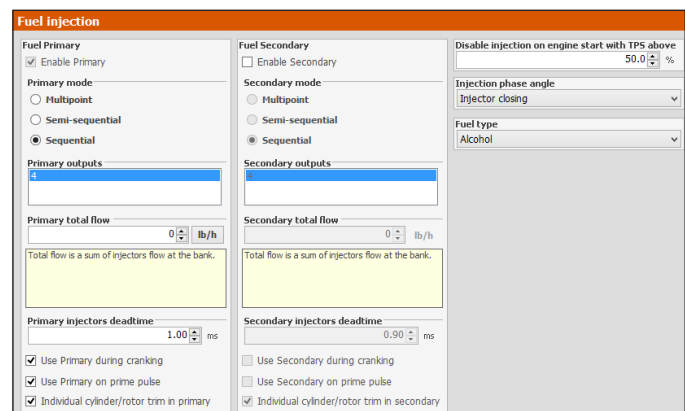 Fuel injection
Fuel Primary
Enable Primary
Primary mode
Multipoint
Semi-sequential
Sequential
Primary outputs
4
Primary total flow
0 lb/h
Total flow is a sum of injectors flow at the bank.
Primary injectors deadtime
1.00 ms
Use Primary during cranking
Use Primary on prime pulse
Individual cylinder/rotor trim in primary
Fuel Secondary
Enable Secondary
Secondary mode
Multipoint
Semi-sequential
Sequential
Secondary outputs
4
Secondary total flow
0 lb/h
Total flow is a sum of injectors flow at the bank.
Secondary injectors deadtime
0.90 ms
Use Secondary during cranking
Use Secondary on prime pulse
Individual cylinder/rotor trim in secondary
Disable injection on engine start with TPS above
50.0 %
Injection phase angle
Injector closing
Fuel type
Alcohol